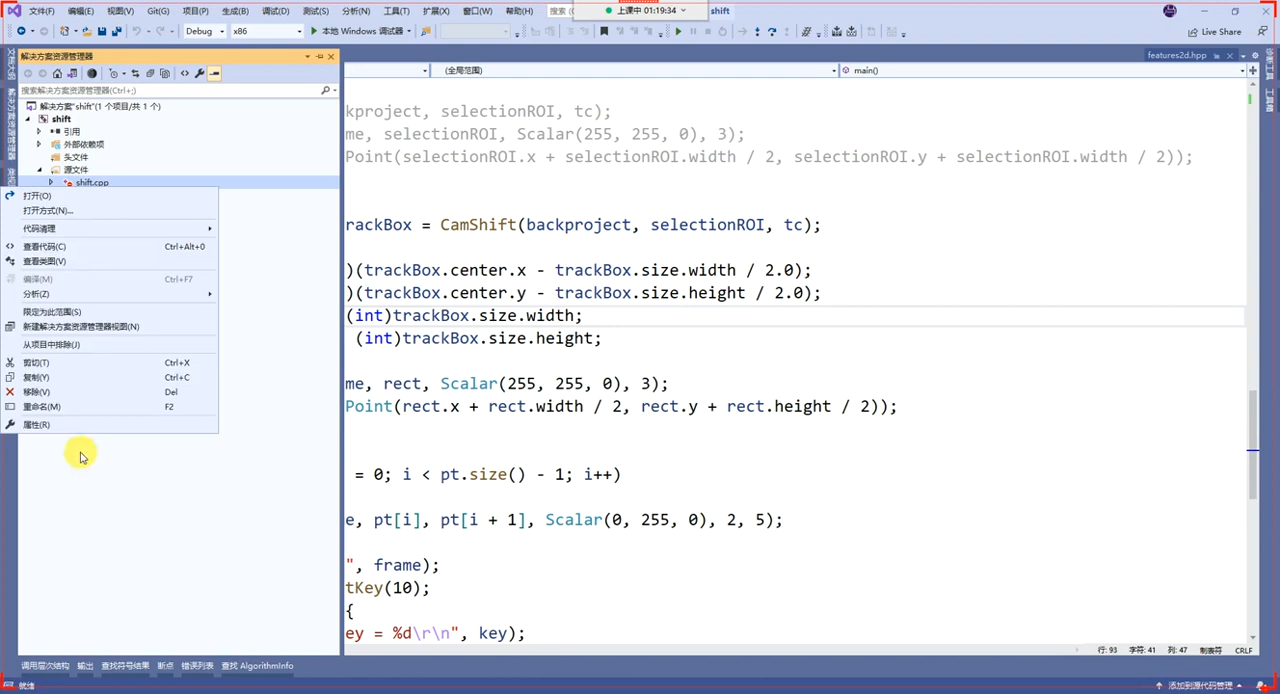 文件(F) 编辑(E) 视图(V) Git(G) 项目(P) 生成(B) 调试(D) 测试(S) 分析(N) 工具(T) 扩展(X) 窗口(W) 帮助(H) 搜索 上课中 01:19:34 shift
Debug x86 本地 Windows 调试器 Live Share
解决方案资源管理器 features2d.hpp
(全局范围) main()
搜索解决方案资源管理器(Ctrl+;)
解决方案"shift"(1 个项目/共 1 个)
shift
引用
外部依赖项
头文件
源文件
shift.cpp
打开(O)
打开方式(N)...
代码清理
查看代码(C) Ctrl+Alt+0
查看类图(V)
编译(M) Ctrl+F7
分析(Z)
限定为此范围(S)
新建解决方案资源管理器视图(N)
从项目中排除(J)
剪切(T) Ctrl+X
复制(Y) Ctrl+C
移除(V) Del
重命名(M) F2
属性(R)
kproject, selectionROI, tc);
me, selectionROI, Scalar(255, 255, 0), 3);
Point(selectionROI.x + selectionROI.width / 2, selectionROI.y + selectionROI.width / 2));
rackBox = CamShift(backproject, selectionROI, tc);
)(trackBox.center.x - trackBox.size.width / 2.0);
)(trackBox.center.y - trackBox.size.height / 2.0);
(int)trackBox.size.width;
(int)trackBox.size.height;
me, rect, Scalar(255, 255, 0), 3);
Point(rect.x + rect.width / 2, rect.y + rect.height / 2));
= 0; i < pt.size() - 1; i++)
e, pt[i], pt[i + 1], Scalar(0, 255, 0), 2, 5);
", frame);
tKey(10);
{
ey = %d\r\n", key);
行: 93 字符: 41 列: 47 制表符 CRLF
调用层次结构 输出 查找符号结果 断点 错误列表 查找 AlgorithmInfo
就绪 添加到源代码管理